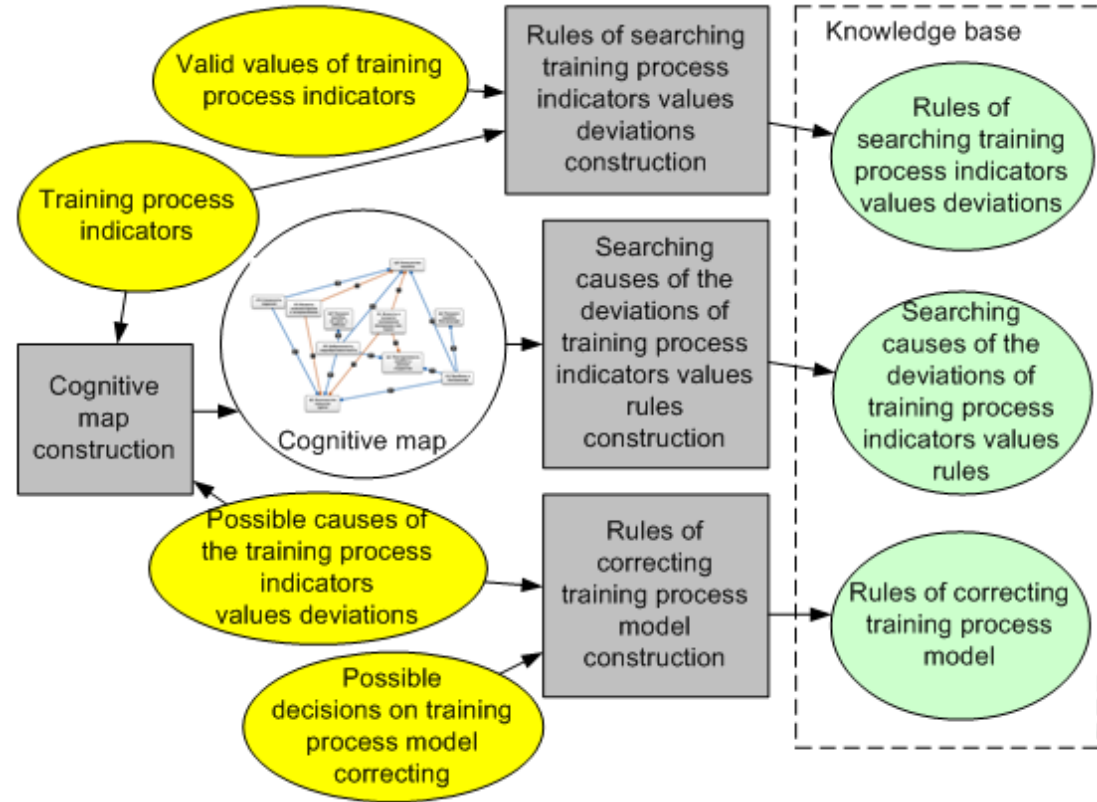 Valid values of training
process indicators
Rules of searching
training process
indicators values
deviations
construction
Knowledge base
Rules of
searching training
process indicators
values deviations
Training process
indicators
Cognitive
map
construction
Cognitive map
Searching
causes of the
deviations of
training process
indicators values
rules
construction
Searching
causes of the
deviations of
training process
indicators values
rules
Possible causes of
the training process
indicators
values deviations
Rules of
correcting
training process
model
construction
Rules of correcting
training process
model
Possible
decisions on training
process model
correcting